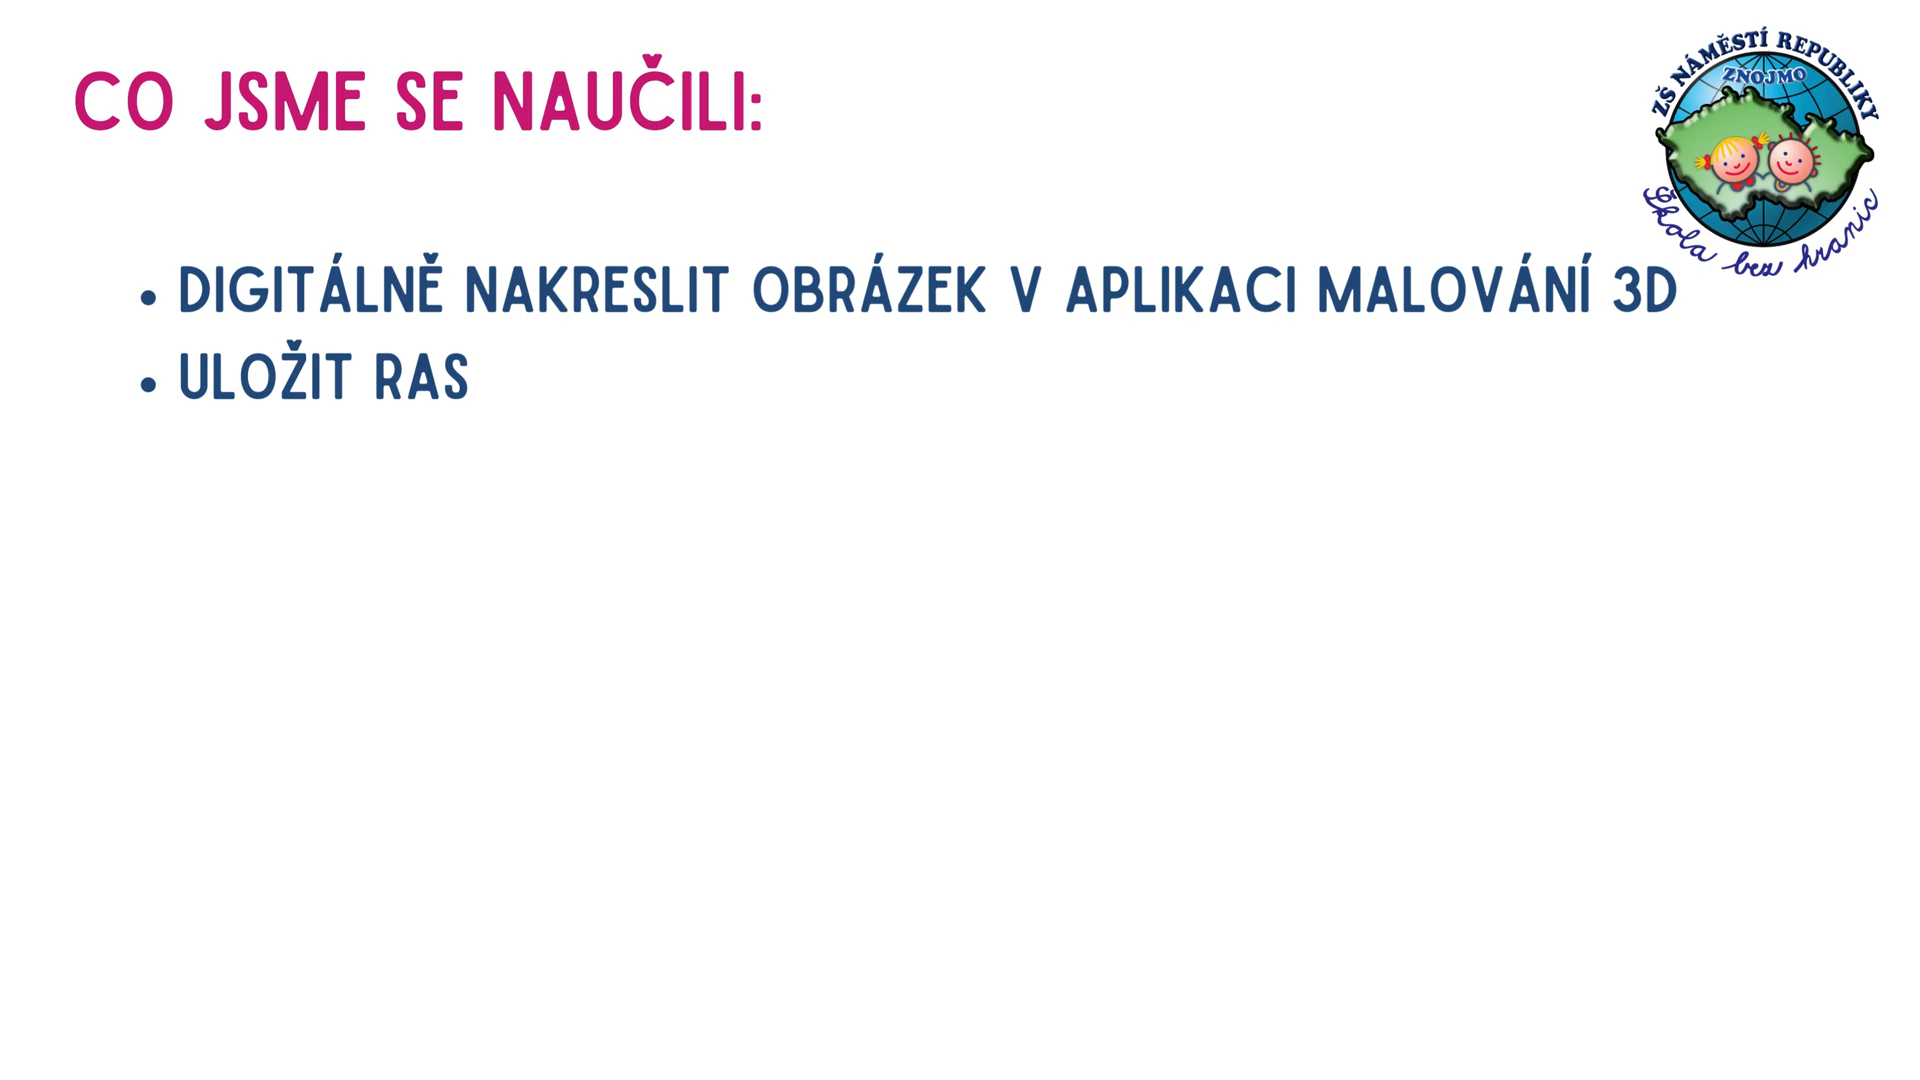 CO JSME SE NAUČILI:
ZŠ NÁMĚSTÍ REPUBLIKY
ZNOJMO
Škola bez hranic
• DIGITÁLNĚ NAKRESLIT OBRÁZEK V APLIKACI MALOVÁNÍ 3D
• ULOŽIT RAS